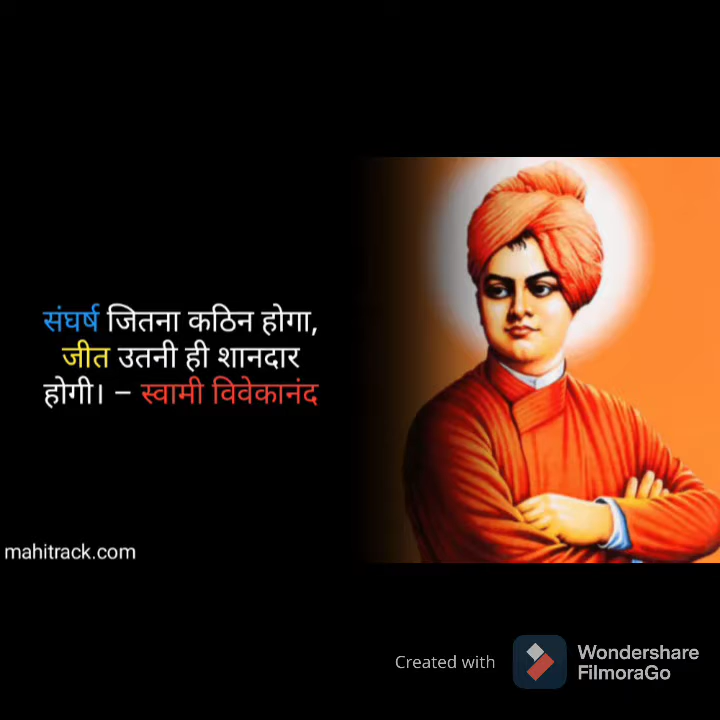 संघर्ष जितना कठिन होगा,
जीत उतनी ही शानदार
होगी। – स्वामी विवेकानंद
mahitrack.com
Created with
Wondershare
FilmoraGo